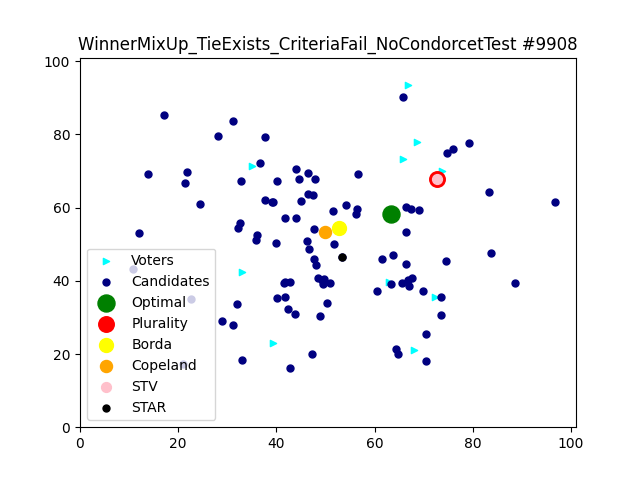 WinnerMixUp_TieExists_CriteriaFail_NoCondorcetTest #9908
100
80
60
40
20
0
Voters
Candidates
Optimal
Plurality
Borda
Copeland
STV
STAR
0 20 40 60 80 100